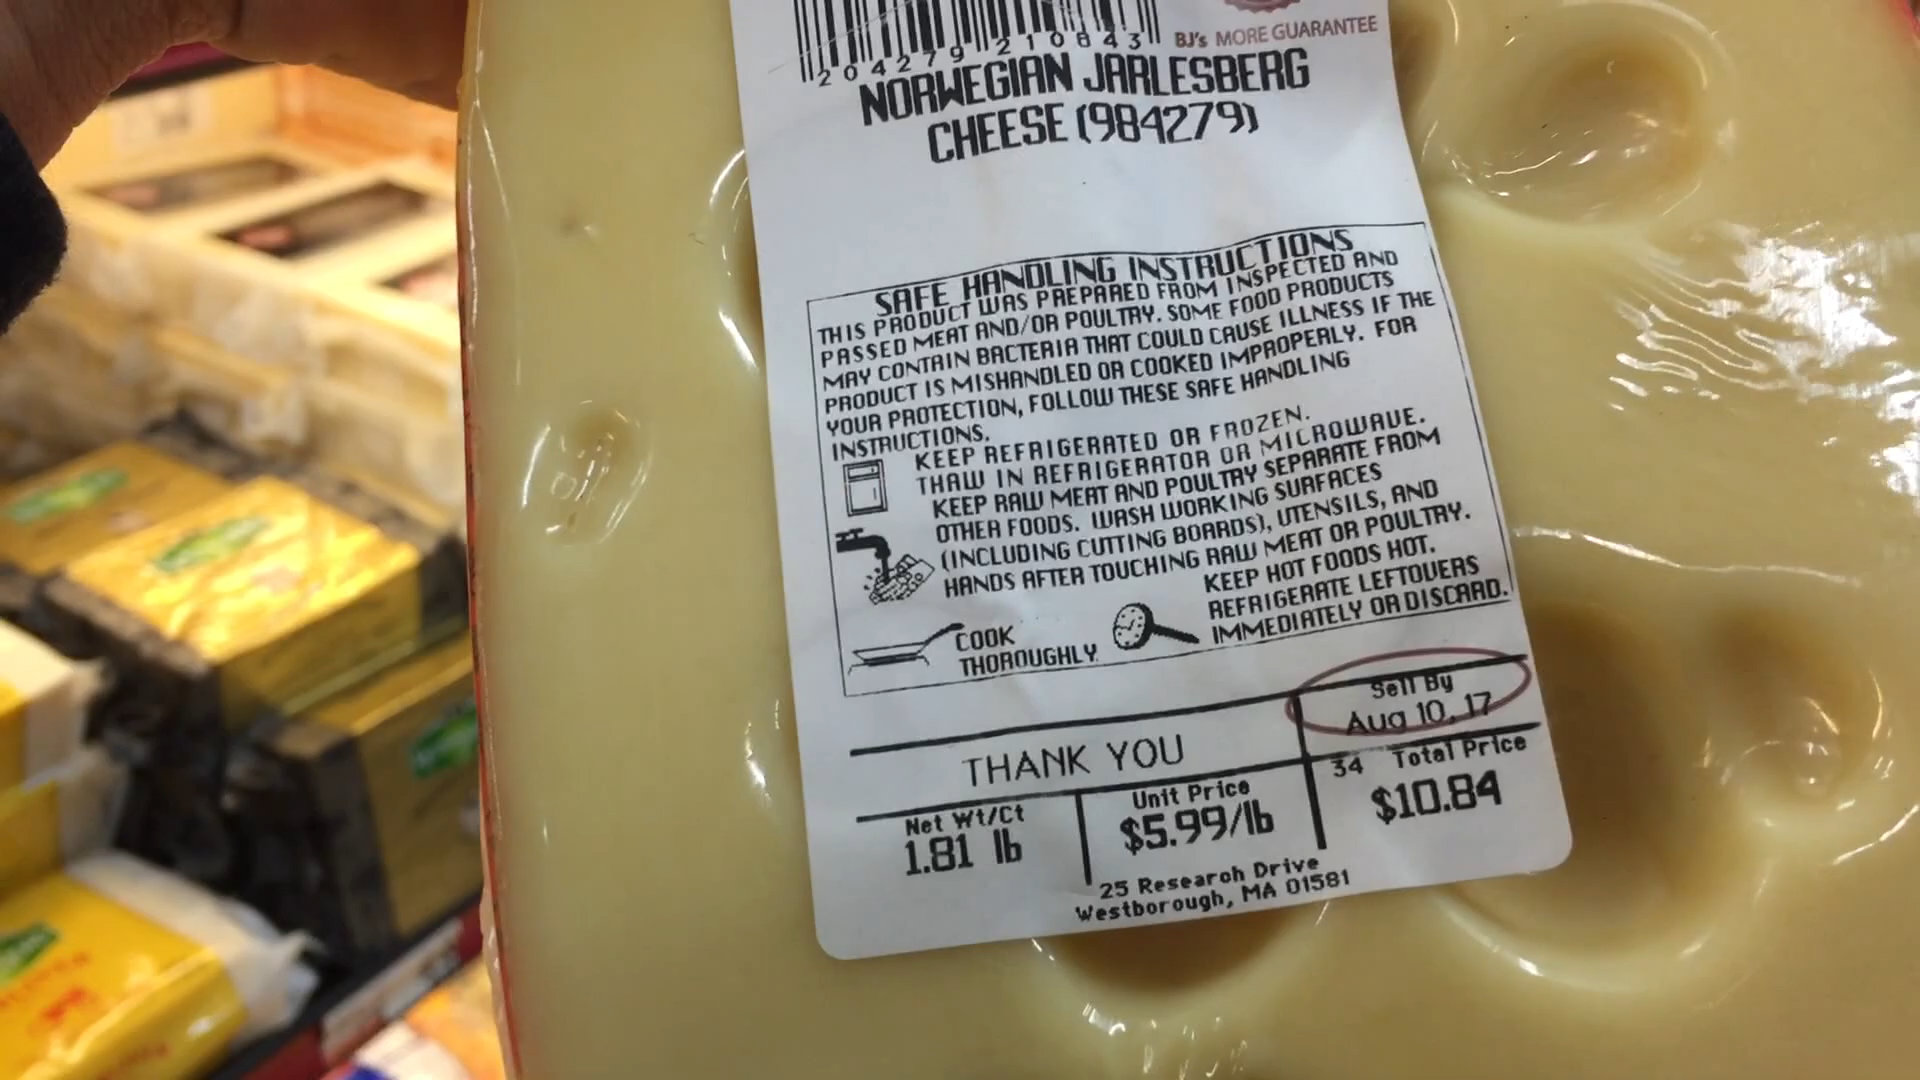 2 04279 21084 3
BJ's MORE GUARANTEE
NORWEGIAN JARLESBERG
CHEESE (984279)
SAFE HANDLING INSTRUCTIONS
THIS PRODUCT WAS PREPARED FROM INSPECTED AND
PASSED MEAT AND/OR POULTRY. SOME FOOD PRODUCTS
MAY CONTAIN BACTERIA THAT COULD CAUSE ILLNESS IF THE
PRODUCT IS MISHANDLED OR COOKED IMPROPERLY. FOR
YOUR PROTECTION, FOLLOW THESE SAFE HANDLING
INSTRUCTIONS.
KEEP REFRIGERATED OR FROZEN.
THAW IN REFRIGERATOR OR MICROWAVE.
KEEP RAW MEAT AND POULTRY SEPARATE FROM
OTHER FOODS. WASH WORKING SURFACES
(INCLUDING CUTTING BOARDS), UTENSILS, AND
HANDS AFTER TOUCHING RAW MEAT OR POULTRY.
KEEP HOT FOODS HOT.
REFRIGERATE LEFTOVERS
IMMEDIATELY OR DISCARD.
COOK
THOROUGHLY.
Sell By
Aug 10, 17
THANK YOU
34 Total Price
$10.84
Unit Price
$5.99/lb
Net Wt/Ct
1.81 lb
25 Research Drive
Westborough, MA 01581